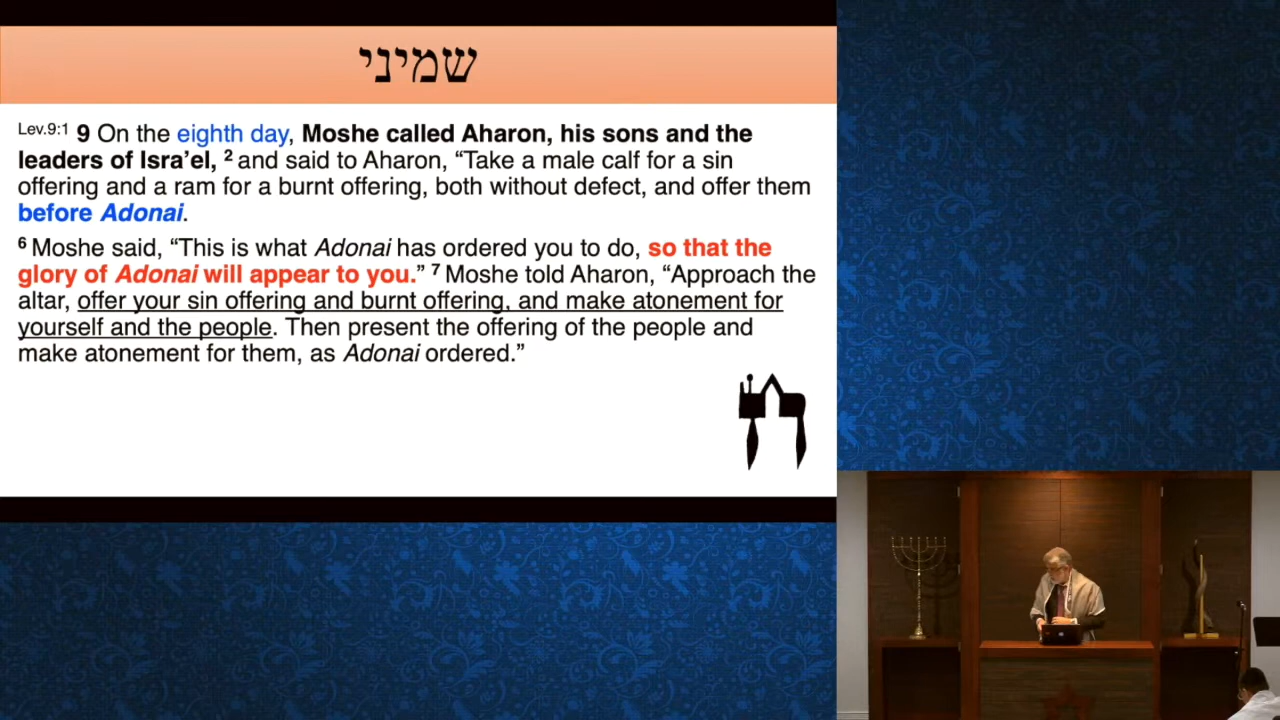 שמיני
Lev.9:1 9 On the eighth day, Moshe called Aharon, his sons and the
leaders of Isra’el, 2 and said to Aharon, “Take a male calf for a sin
offering and a ram for a burnt offering, both without defect, and offer them
before Adonai.
6 Moshe said, “This is what Adonai has ordered you to do, so that the
glory of Adonai will appear to you.” 7 Moshe told Aharon, “Approach the
altar, offer your sin offering and burnt offering, and make atonement for
yourself and the people. Then present the offering of the people and
make atonement for them, as Adonai ordered.”
ח